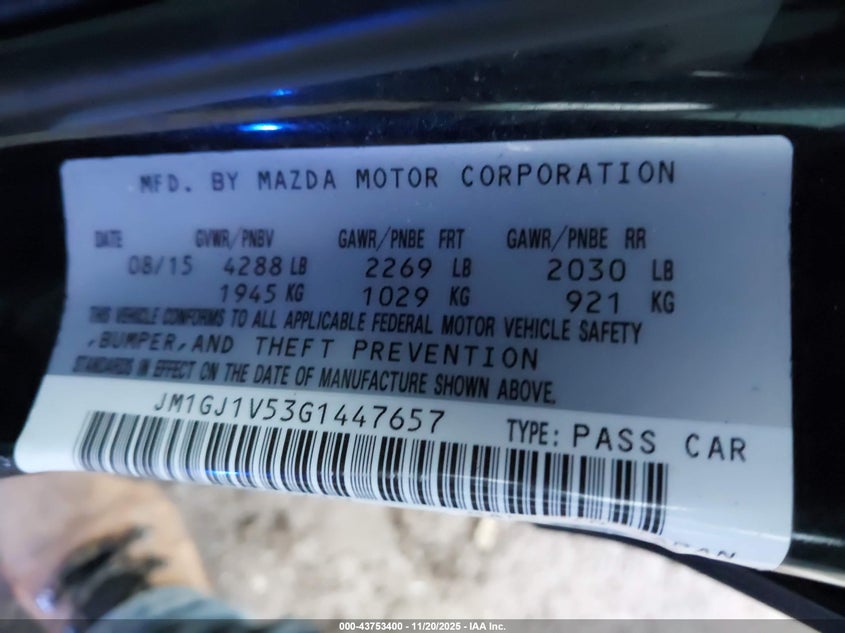 MFD. BY MAZDA MOTOR CORPORATION
DATE GVWR/PNBV GAWR/PNBE FRT GAWR/PNBE RR
08/15 4288 LB 2269 LB 2030 LB
1945 KG 1029 KG 921 KG
THIS VEHICLE CONFORMS TO ALL APPLICABLE FEDERAL MOTOR VEHICLE SAFETY
,BUMPER,AND THEFT PREVENTION
STANDARDS IN EFFECT ON THE DATE OF MANUFACTURE SHOWN ABOVE.
JM1GJ1V53G1447657 TYPE: PASS CAR
000-43753400 - 11/20/2025 - IAA Inc.